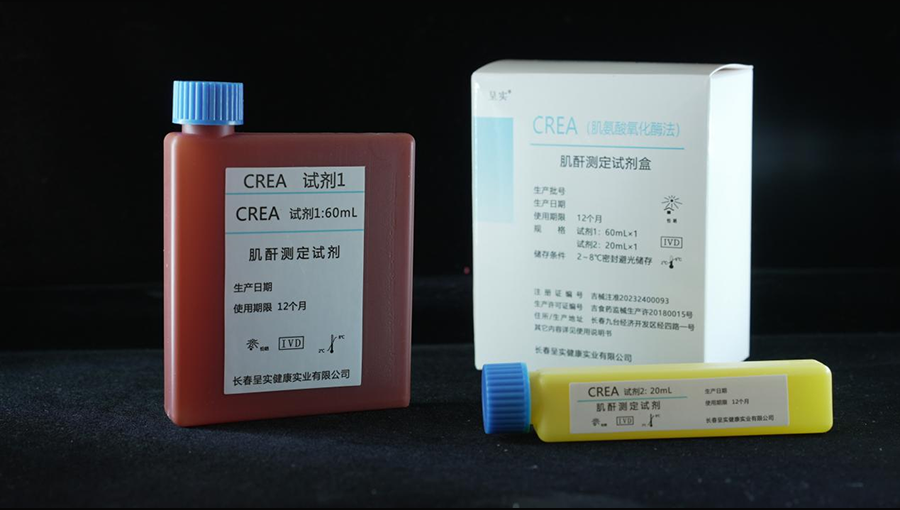 CREA 试剂1
CREA 试剂1:60mL
肌酐测定试剂
生产日期
使用期限 12个月
IVD
2℃ 8℃
长春呈实健康实业有限公司
呈实®
CREA (肌氨酸氧化酶法)
肌酐测定试剂盒
生产批号
生产日期
使用期限 12个月
规 格 试剂1: 60mL×1
试剂2: 20mL×1
储存条件 2~8℃密封避光储存
IVD
注 册 证 编 号 吉械注准20232400093
生产许可证编号 吉食药监械生产许20180015号
住所/生产地址 长春九台经济开发区经四路一号
其它内容详见使用说明书
长春呈实健康实业有限公司
CREA 试剂2: 20mL
肌酐测定试剂
IVD
生产日期
使用期限 12个月
长春呈实健康实业有限公司